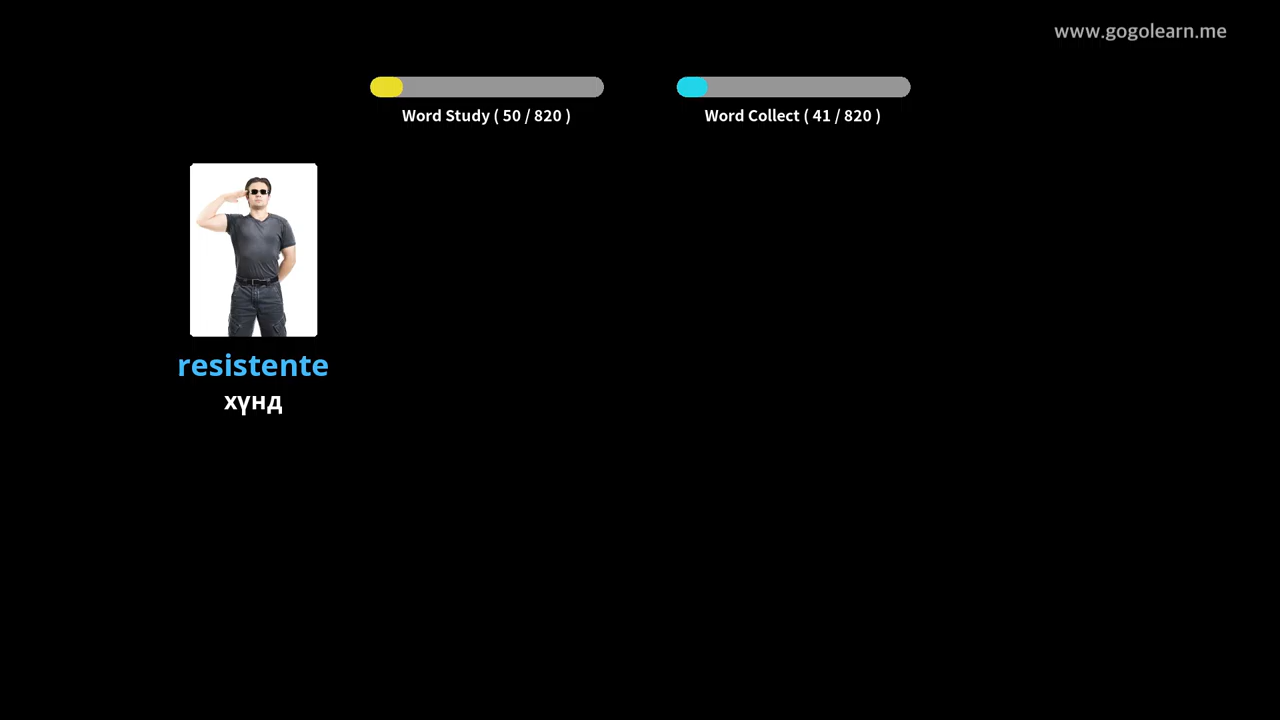 www.gogolearn.me
Word Study ( 50 / 820 )
Word Collect ( 41 / 820 )
resistente
хүнд